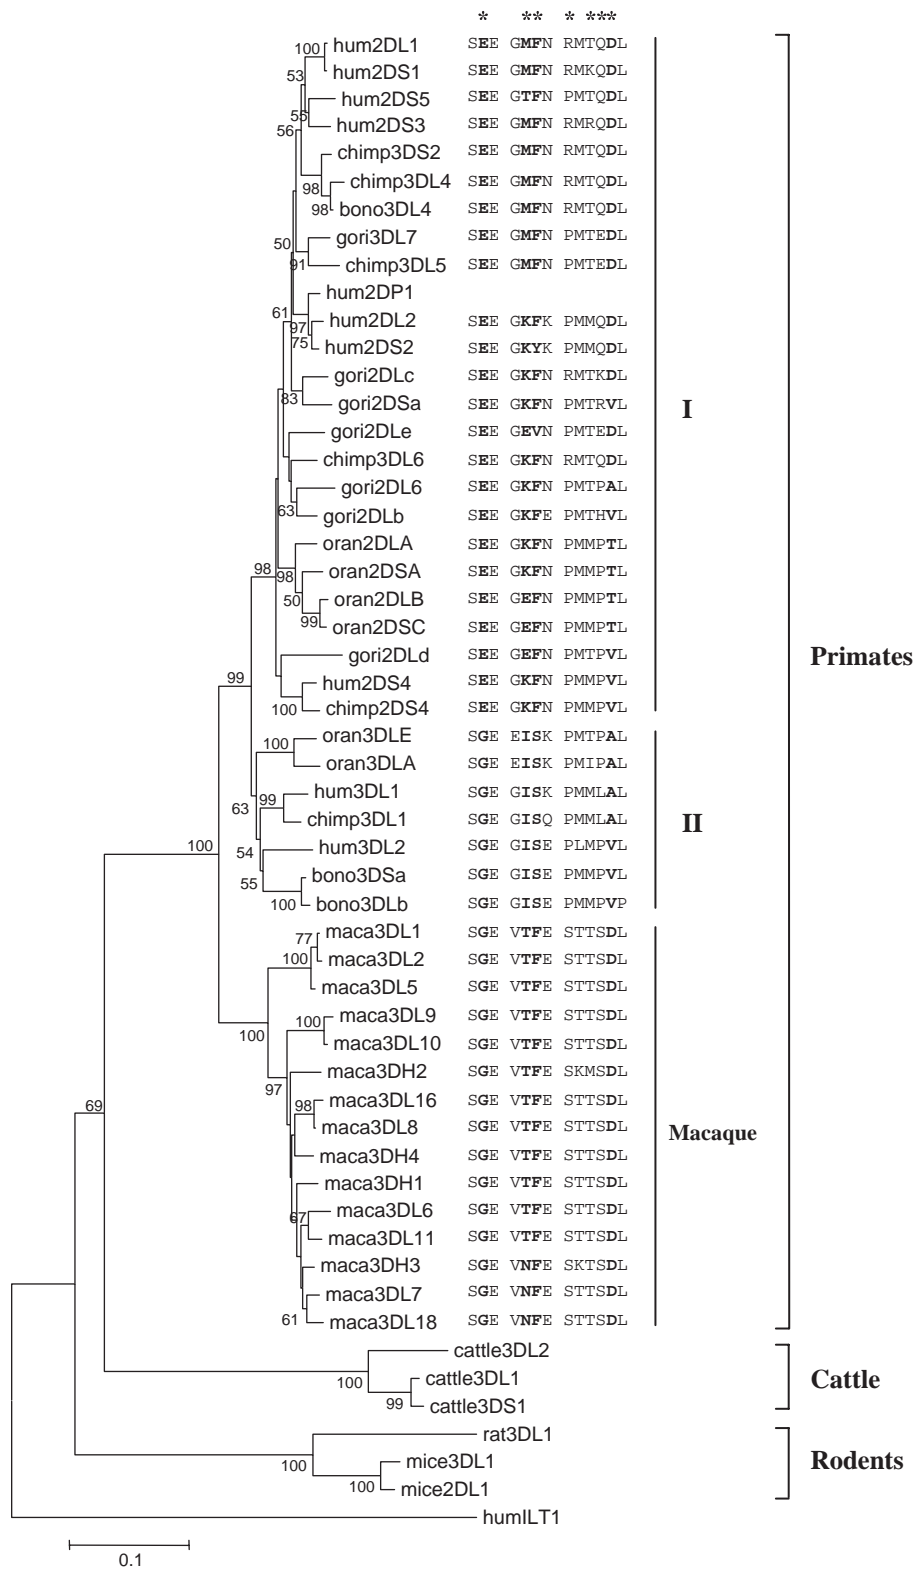 * ** * ***
100 hum2DL1 SEE GMFN RMTQDL
53 hum2DS1 SEE GMFN RMKQDL
hum2DS5 SEE GTFN PMTQDL
55
56 hum2DS3 SEE GMFN RMRQDL
chimp3DS2 SEE GMFN RMTQDL
98 chimp3DL4 SEE GMFN RMTQDL
98 bono3DL4 SEE GMFN RMTQDL
50 gori3DL7 SEE GMFN PMTEDL
91 chimp3DL5 SEE GMFN PMTEDL
hum2DP1
61 97 hum2DL2 SEE GKFK PMMQDL
75 hum2DS2 SEE GKYK PMMQDL
gori2DLc SEE GKFN RMTKDL
83 gori2DSa SEE GKFN PMTRVL
I
gori2DLe SEE GEVN PMTEDL
chimp3DL6 SEE GKFN RMTQDL
gori2DL6 SEE GKFN PMTPAL
63 gori2DLb SEE GKFE PMTHVL
oran2DLA SEE GKFN PMMPTL
98 98 oran2DSA SEE GKFN PMMPTL
50 oran2DLB SEE GEFN PMMPTL
99 oran2DSC SEE GEFN PMMPTL
gori2DLd SEE GEFN PMTPVL
Primates
99 hum2DS4 SEE GKFN PMMPVL
100 chimp2DS4 SEE GKFN PMMPVL
100 oran3DLE SGE EISK PMTPAL
oran3DLA SGE EISK PMIPAL
99 hum3DL1 SGE GISK PMMLAL
63 chimp3DL1 SGE GISQ PMMLAL
II
100 54 hum3DL2 SGE GISE PLMPVL
55 bono3DSa SGE GISE PMMPVL
100 bono3DLb SGE GISE PMMPVP
77 maca3DL1 SGE VTFE STTSDL
100 maca3DL2 SGE VTFE STTSDL
maca3DL5 SGE VTFE STTSDL
100 maca3DL9 SGE VTFE STTSDL
100 maca3DL10 SGE VTFE STTSDL
97 maca3DH2 SGE VTFE SKMSDL
69 98 maca3DL16 SGE VTFE STTSDL
maca3DL8 SGE VTFE STTSDL
Macaque
maca3DH4 SGE VTFE STTSDL
maca3DH1 SGE VTFE STTSDL
67 maca3DL6 SGE VTFE STTSDL
maca3DL11 SGE VTFE STTSDL
maca3DH3 SGE VNFE SKTSDL
maca3DL7 SGE VNFE STTSDL
61 maca3DL18 SGE VNFE STTSDL
cattle3DL2
100 cattle3DL1
Cattle
99 cattle3DS1
rat3DL1
100 mice3DL1
Rodents
100 mice2DL1
humILT1
0.1